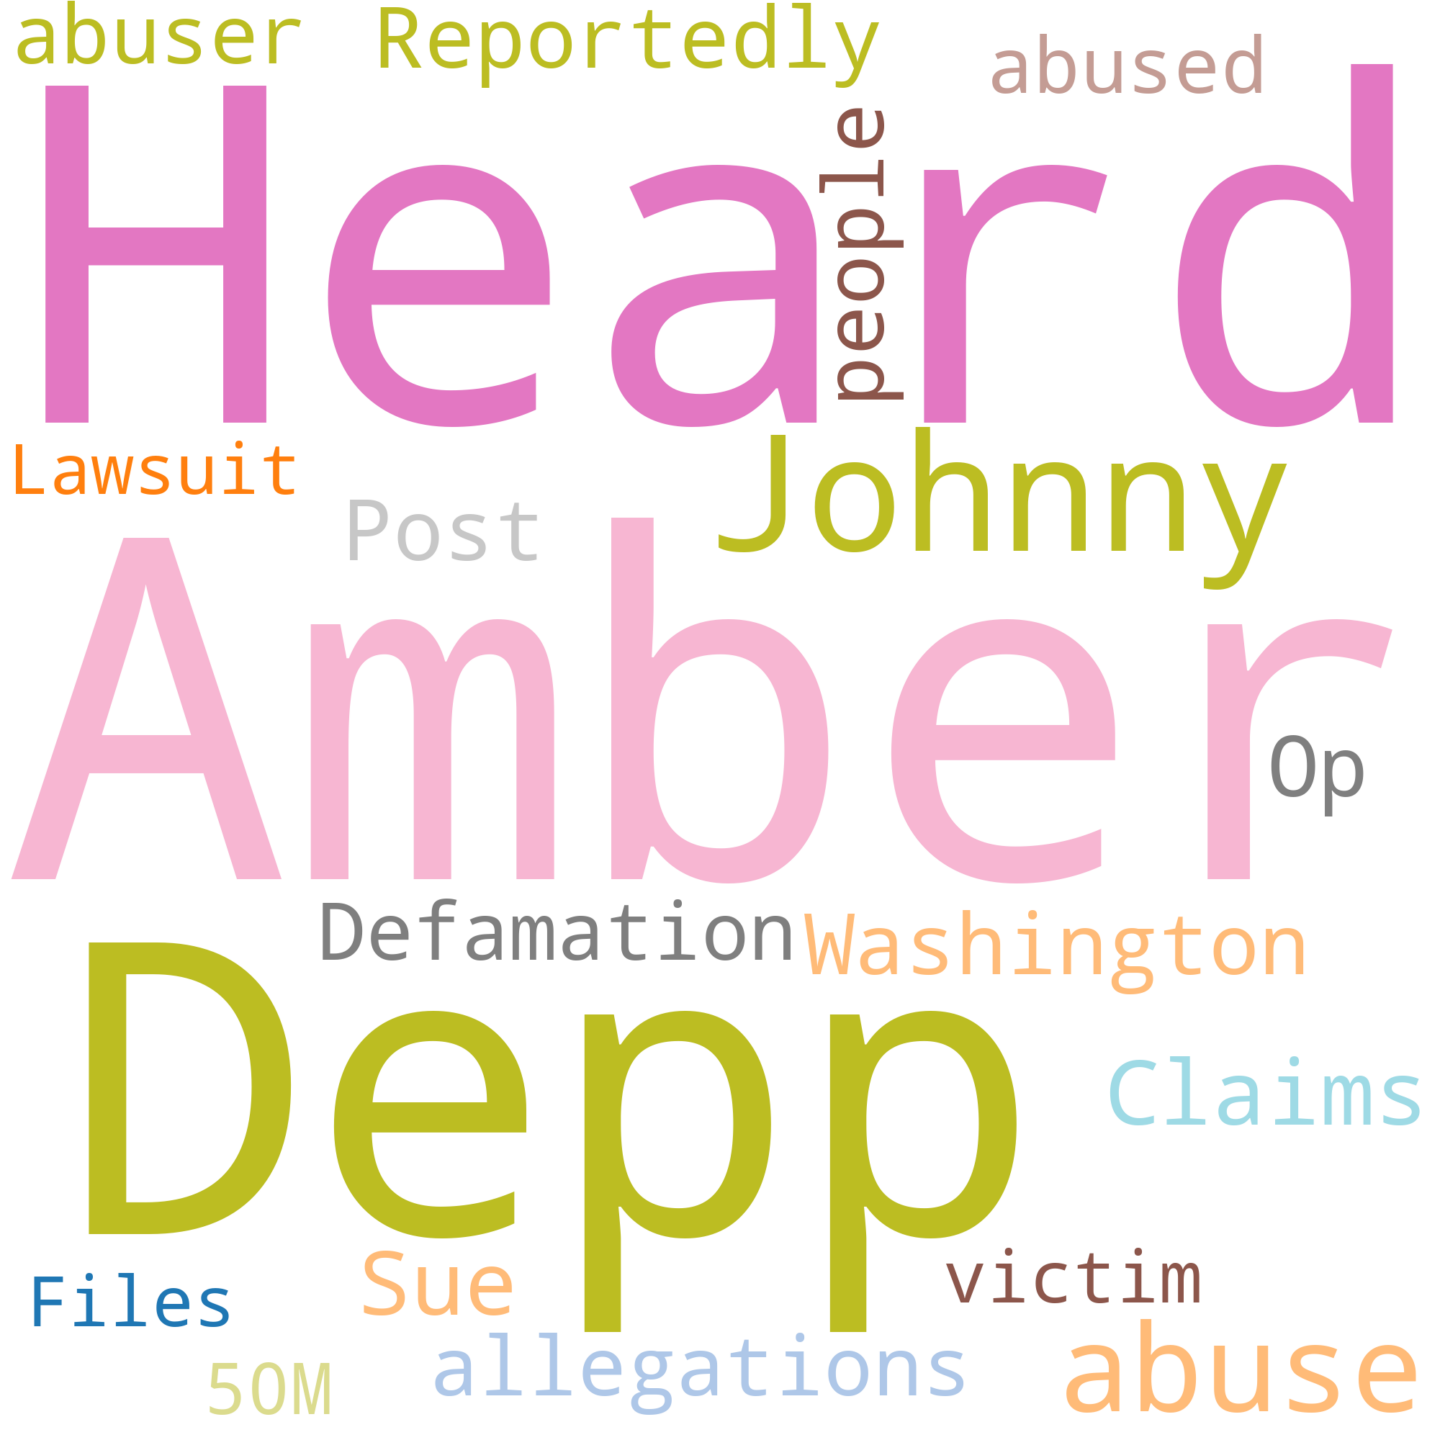 abuser
Reportedly
abused
Heard
people
Lawsuit
Post
Johnny
Amber
Op
Defamation
Washington
Depp
Claims
Files
Sue
victim
50M
allegations
abuse